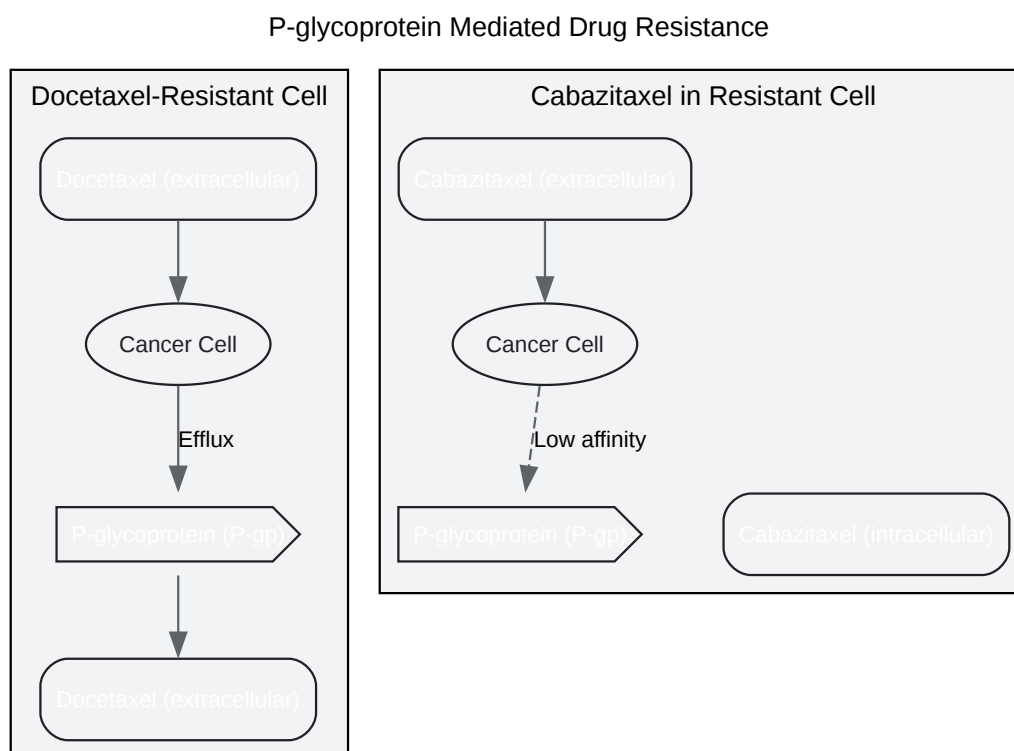 P-glycoprotein Mediated Drug Resistance
Docetaxel-Resistant Cell
Docetaxel (extracellular)
Cancer Cell
Efflux
P-glycoprotein (P-gp)
Docetaxel (extracellular)
Cabazitaxel in Resistant Cell
Cabazitaxel (extracellular)
Cancer Cell
Low affinity
P-glycoprotein (P-gp)
Cabazitaxel (intracellular)